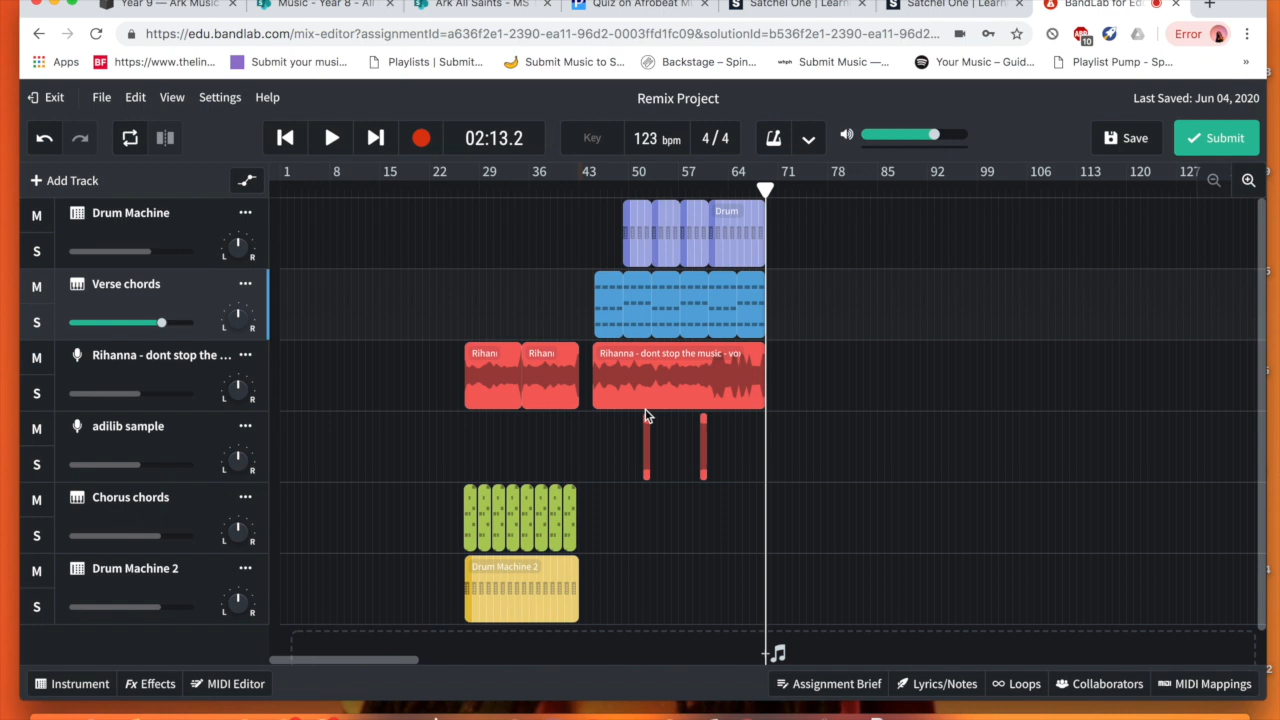 Year 9 — Ark Music
Music - Year 8 - All
Ark All Saints - MS
Quiz on Afrobeat M
Satchel One | Learn
Satchel One | Learn
BandLab for Ed
https://edu.bandlab.com/mix-editor?assignmentId=a636f2e1-2390-ea11-96d2-0003ffd1fc09&solutionId=b536f2e1-2390-ea11-96d2...
10
Error
Apps
BF https://www.thelin...
Submit your musi...
Playlists | Submit...
Submit Music to S...
Backstage – Spin...
whph Submit Music —...
Your Music – Guid...
Playlist Pump - Sp...
»
Exit File Edit View Settings Help
Remix Project
Last Saved: Jun 04, 2020
02:13.2
Key 123 bpm 4 / 4
Save Submit
+ Add Track
1 8 15 22 29 36 43 50 57 64 71 78 85 92 99 106 113 120 127
M Drum Machine ...
S L R
Drum
M Verse chords ...
S L R
M Rihanna - dont stop the ... ...
S L R
Rihan Rihan Rihanna - dont stop the music - vo
M adilib sample ...
S L R
M Chorus chords ...
S L R
M Drum Machine 2 ...
S L R
Drum Machine 2
Instrument Fx Effects MIDI Editor
Assignment Brief Lyrics/Notes Loops Collaborators MIDI MIDI Mappings